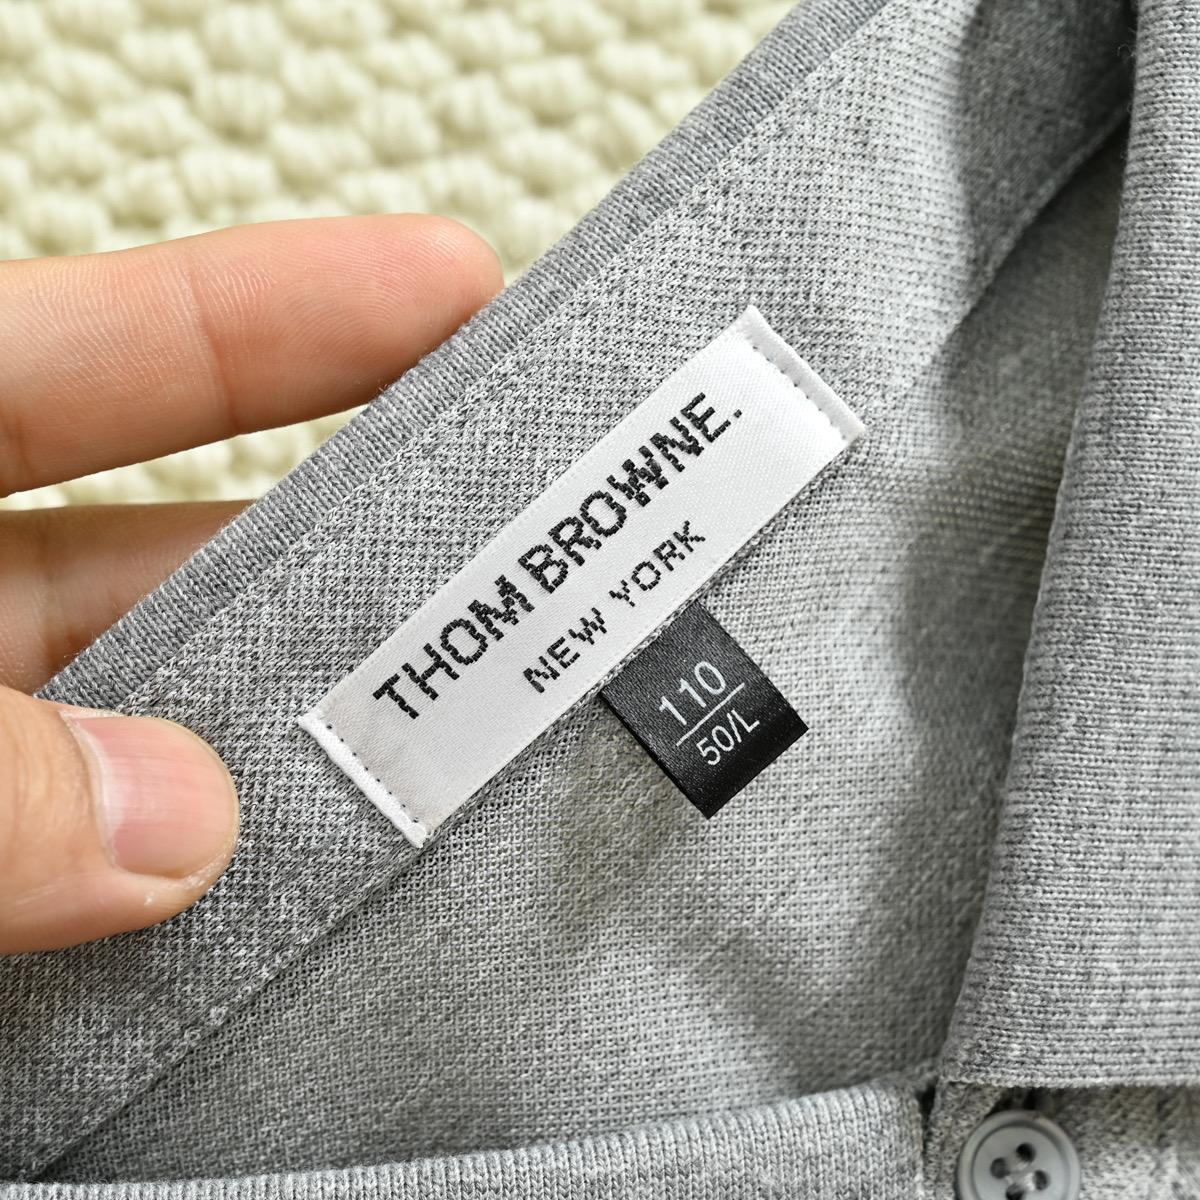 THOM BROWNE.
NEW YORK
110
50/L